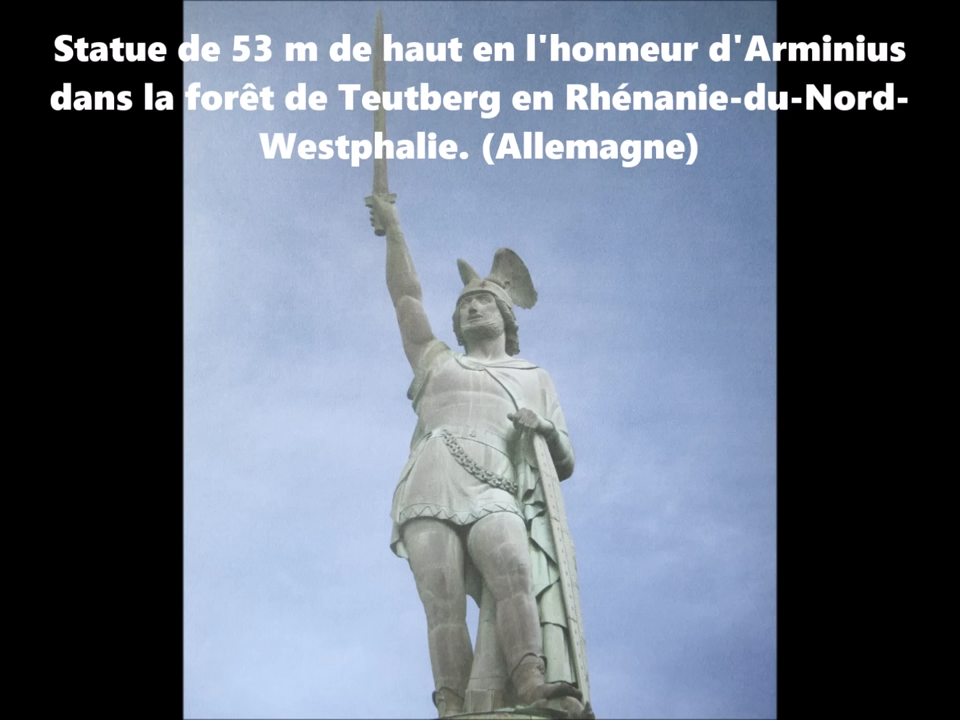 Statue de 53 m de haut en l'honneur d'Arminius
dans la forêt de Teutberg en Rhénanie-du-Nord-
Westphalie. (Allemagne)